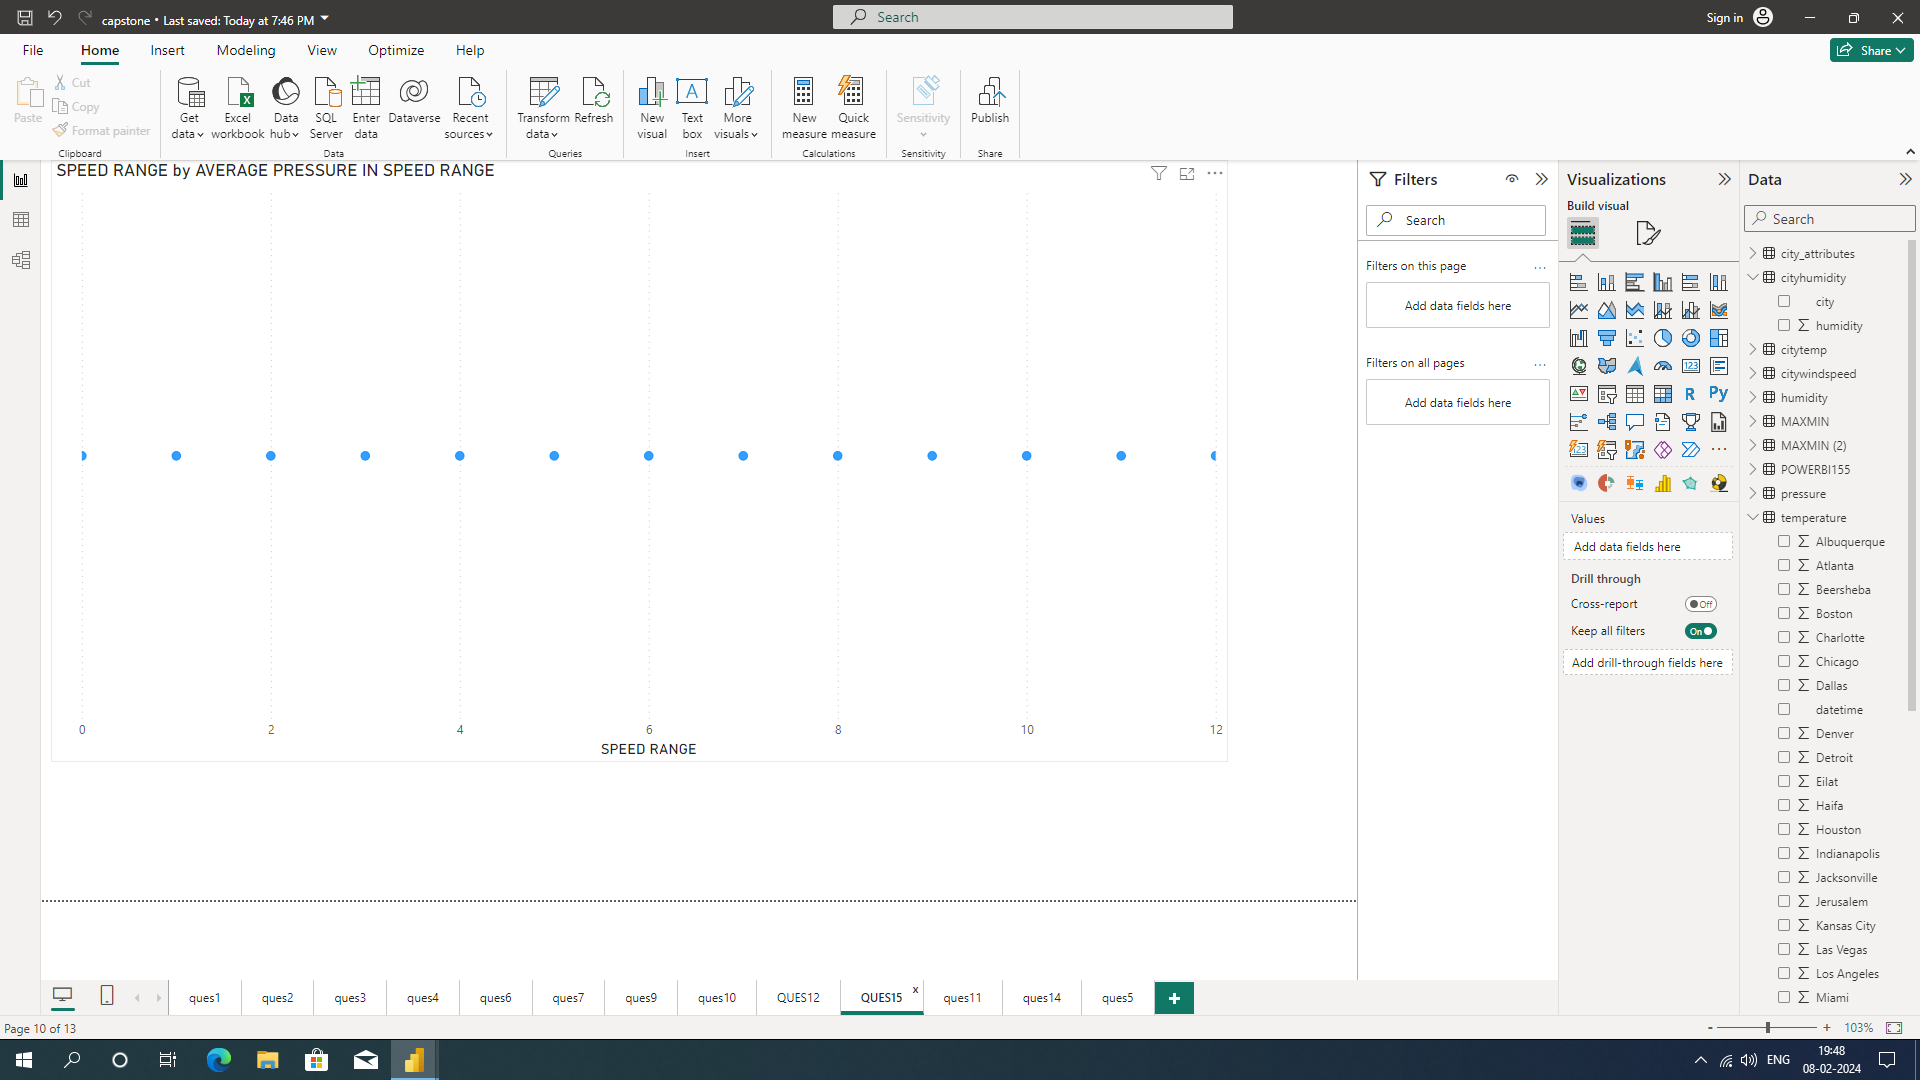 capstone • Last saved: Today at 7:46 PM
Search
Sign in
File
Home
Insert
Modeling
View
Optimize
Help
Share
Paste
Cut
Copy
Format painter
Clipboard
Get data
Excel workbook
Data hub
SQL Server
Enter data
Dataverse
Recent sources
Data
Transform data
Refresh
Queries
New visual
Text box
More visuals
Insert
New measure
Quick measure
Calculations
Sensitivity
Sensitivity
Publish
Share
SPEED RANGE by AVERAGE PRESSURE IN SPEED RANGE
0
2
4
6
8
10
12
SPEED RANGE
Filters
Search
Filters on this page
Add data fields here
Filters on all pages
Add data fields here
Visualizations
Build visual
R
Py
123
123
Values
Add data fields here
Drill through
Cross-report
Off
Keep all filters
On
Add drill-through fields here
Data
Search
city_attributes
cityhumidity
city
humidity
citytemp
citywindspeed
humidity
MAXMIN
MAXMIN (2)
POWERBI155
pressure
temperature
Albuquerque
Atlanta
Beersheba
Boston
Charlotte
Chicago
Dallas
datetime
Denver
Detroit
Eilat
Haifa
Houston
Indianapolis
Jacksonville
Jerusalem
Kansas City
Las Vegas
Los Angeles
Miami
ques1
ques2
ques3
ques4
ques6
ques7
ques9
ques10
QUES12
QUES15
x
ques11
ques14
ques5
+
Page 10 of 13
- + 103%
ENG
19:48
08-02-2024